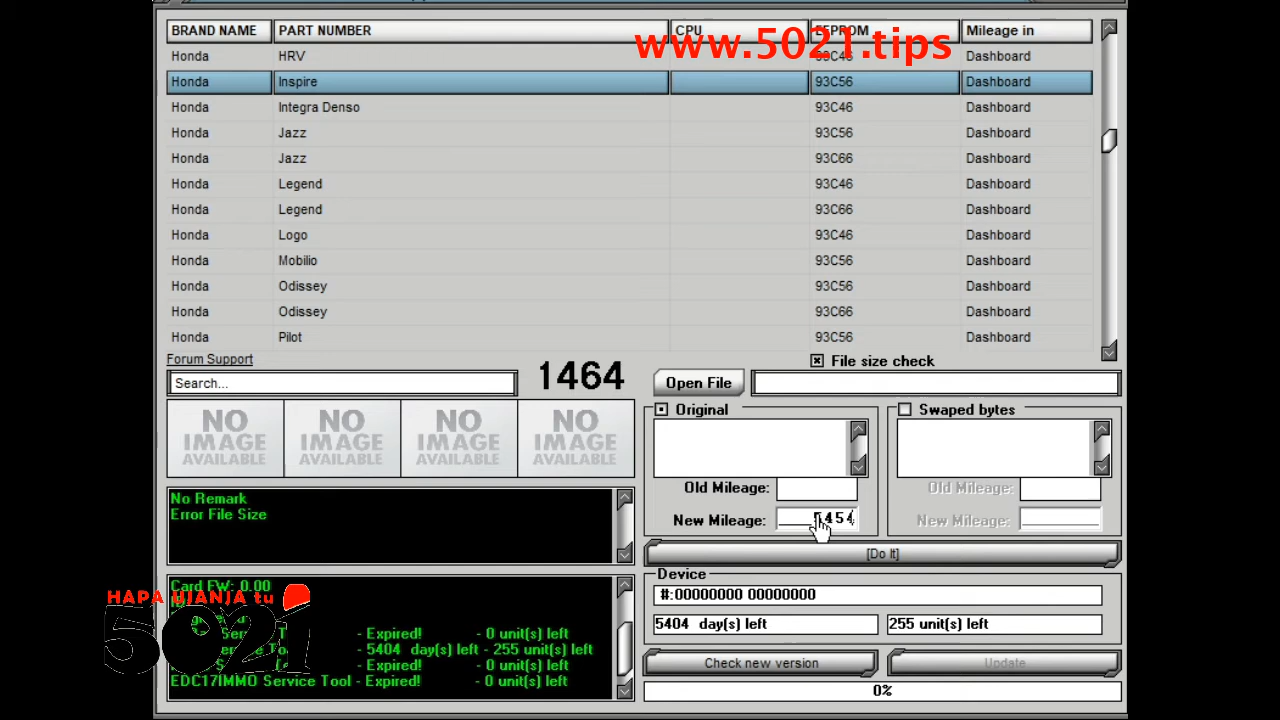 BRAND NAME PART NUMBER CPU EEPROM Mileage in
www.5021.tips
Honda HRV 93C46 Dashboard
Honda Inspire 93C56 Dashboard
Honda Integra Denso 93C46 Dashboard
Honda Jazz 93C56 Dashboard
Honda Jazz 93C66 Dashboard
Honda Legend 93C46 Dashboard
Honda Legend 93C66 Dashboard
Honda Logo 93C46 Dashboard
Honda Mobilio 93C56 Dashboard
Honda Odissey 93C56 Dashboard
Honda Odissey 93C66 Dashboard
Honda Pilot 93C56 Dashboard
Forum Support
File size check
Search...
1464
Open File
Original
Swaped bytes
NO IMAGE AVAILABLE NO IMAGE AVAILABLE NO IMAGE AVAILABLE NO IMAGE AVAILABLE
Old Mileage:
Old Mileage:
New Mileage: 5454
New Mileage:
No Remark
Error File Size
[Do It]
Device
#:00000000 00000000
5404 day(s) left
255 unit(s) left
Check new version
Update
0%
Card FW: 0.00
HAPA UJANJA tu
5021
- Expired! - 0 unit(s) left
- 5404 day(s) left - 255 unit(s) left
- Expired! - 0 unit(s) left
EDC17IMMO Service Tool - Expired! - 0 unit(s) left